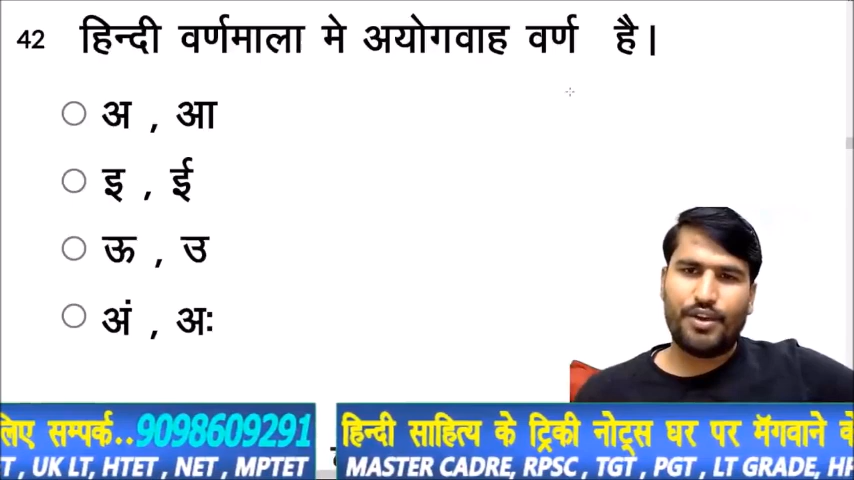 42 हिन्दी वर्णमाला मे अयोगवाह वर्ण है |
अ , आ
इ , ई
ऊ , उ
अं , अः
लिए सम्पर्क..9098609291
T , UK LT, HTET , NET , MPTET
हिन्दी साहित्य के ट्रिकी नोट्स घर पर मॅगवाने के
MASTER CADRE, RPSC , TGT , PGT , LT GRADE, HP